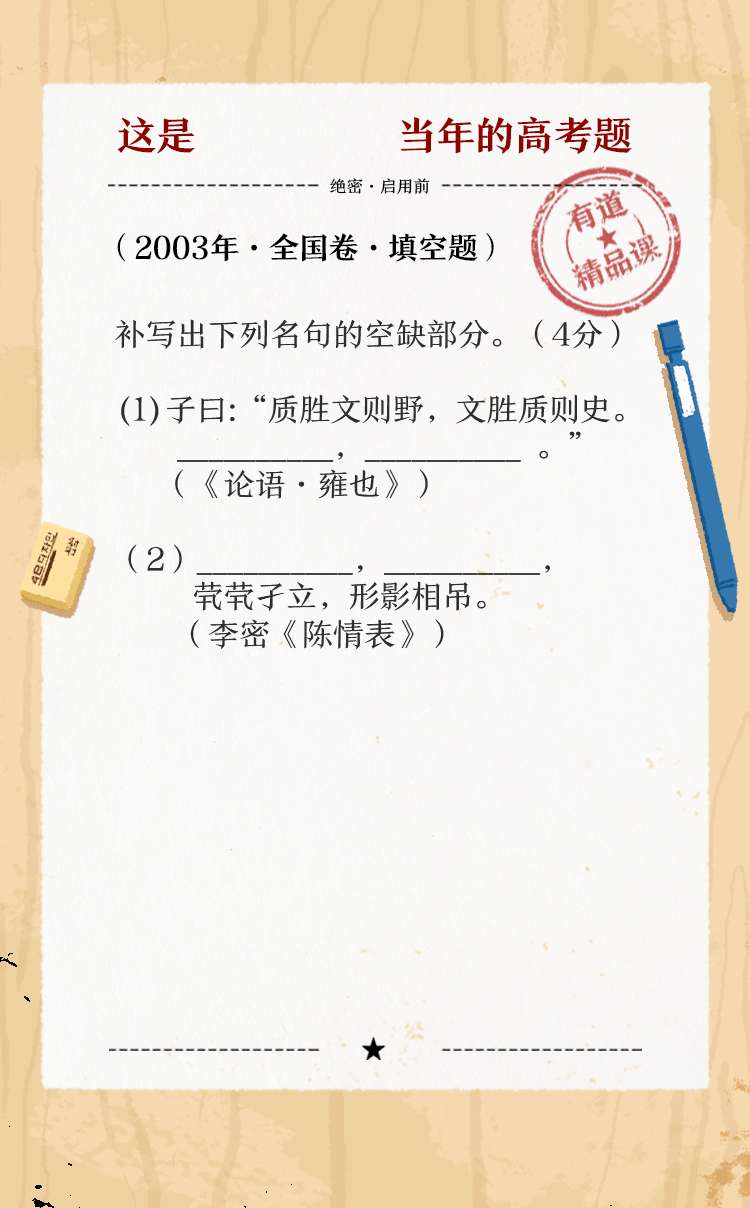 这是 当年的高考题
绝密·启用前
有道
精品课
（2003年·全国卷·填空题）
补写出下列名句的空缺部分。（4分）
(1)子曰：“质胜文则野，文胜质则史。
__________，__________ 。”
（《论语·雍也》）
（2）__________，__________，
茕茕孑立，形影相吊。
（李密《陈情表》）